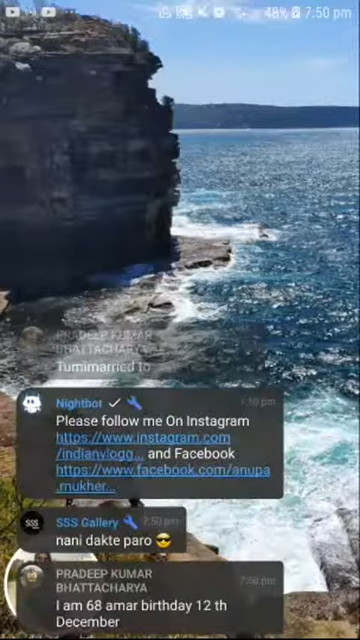 48% 7:50 pm
PRADEEP KUMAR
BHATTACHARYA
Tumimarried to
Nightbot 7:50 pm
Please follow me On Instagram
https://www.instagram.com
/indianvlogg... and Facebook
https://www.facebook.com/anupa
.mukher...
SSS SSS Gallery 7:50 pm
nani dakte paro 😎
PRADEEP KUMAR
BHATTACHARYA 7:50 pm
I am 68 amar birthday 12 th
December